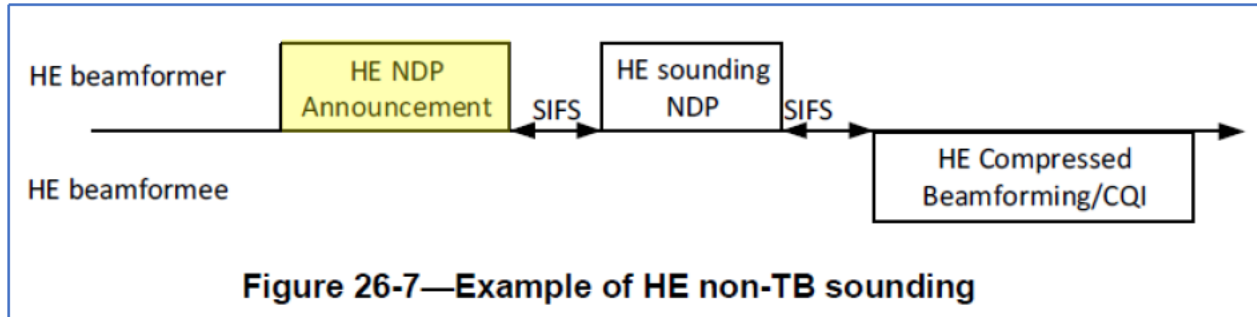 HE beamformer
HE NDP
Announcement
SIFS
HE sounding
NDP
SIFS
HE beamformee
HE Compressed
Beamforming/CQI
Figure 26-7—Example of HE non-TB sounding